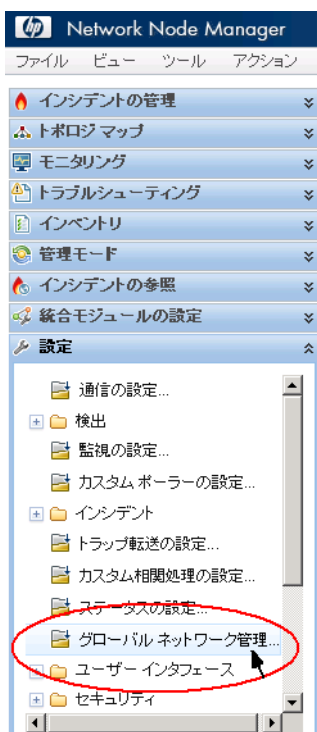 hp Network Node Manager
ファイル ビュー ツール アクション
インシデントの管理
トポロジ マップ
モニタリング
トラブルシューティング
インベントリ
管理モード
インシデントの参照
統合モジュールの設定
設定
通信の設定...
検出
監視の設定...
カスタム ポーラーの設定...
インシデント
トラップ転送の設定...
カスタム相関処理の設定...
ステータスの設定...
グローバル ネットワーク管理...
ユーザー インタフェース
セキュリティ